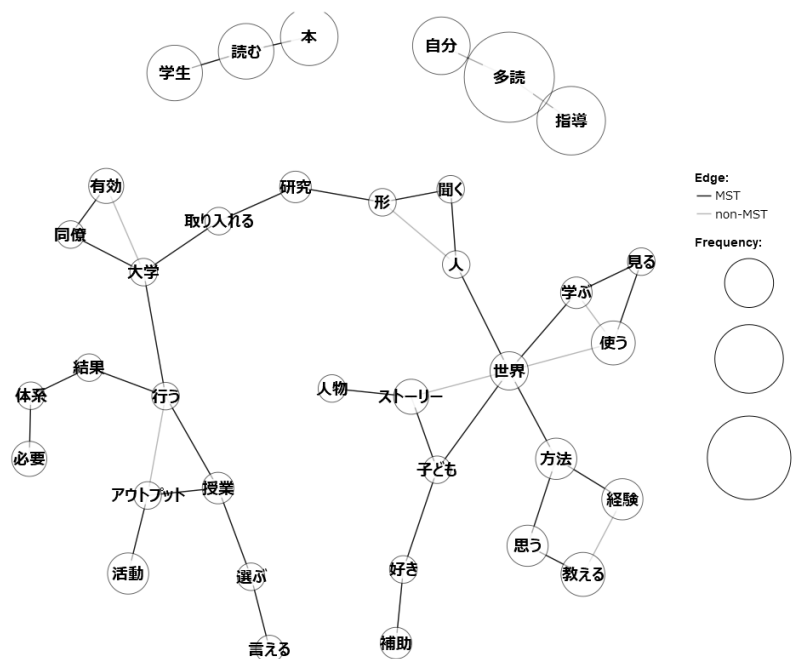 本
読む
学生
自分
多読
指導
有効
同僚
大学
取り入れる
研究
形
聞く
人
学ぶ
見る
使う
世界
結果
体系
必要
行う
アウトプット
授業
活動
選ぶ
言える
人物
ストーリー
子ども
好き
補助
方法
経験
思う
教える
Edge:
MST
non-MST
Frequency: